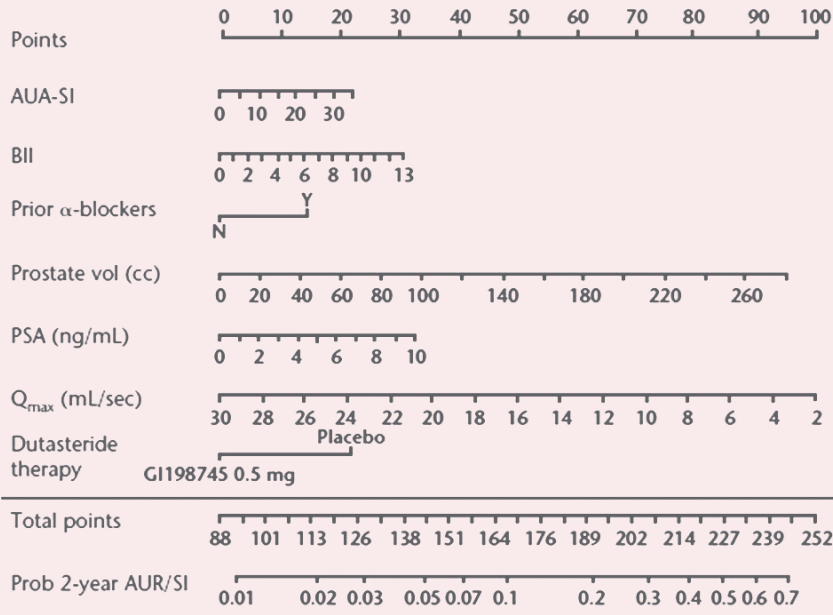 0 10 20 30 40 50 60 70 80 90 100
Points
AUA-SI
0 10 20 30
BII
0 2 4 6 8 10 13
Y
Prior α-blockers
N
Prostate vol (cc)
0 20 40 60 80 100 140 180 220 260
PSA (ng/mL)
0 2 4 6 8 10
Qmax (mL/sec)
30 28 26 24 22 20 18 16 14 12 10 8 6 4 2
Placebo
Dutasteride
therapy
GI198745 0.5 mg
Total points
88 101 113 126 138 151 164 176 189 202 214 227 239 252
Prob 2-year AUR/SI
0.01 0.02 0.03 0.05 0.07 0.1 0.2 0.3 0.4 0.5 0.6 0.7